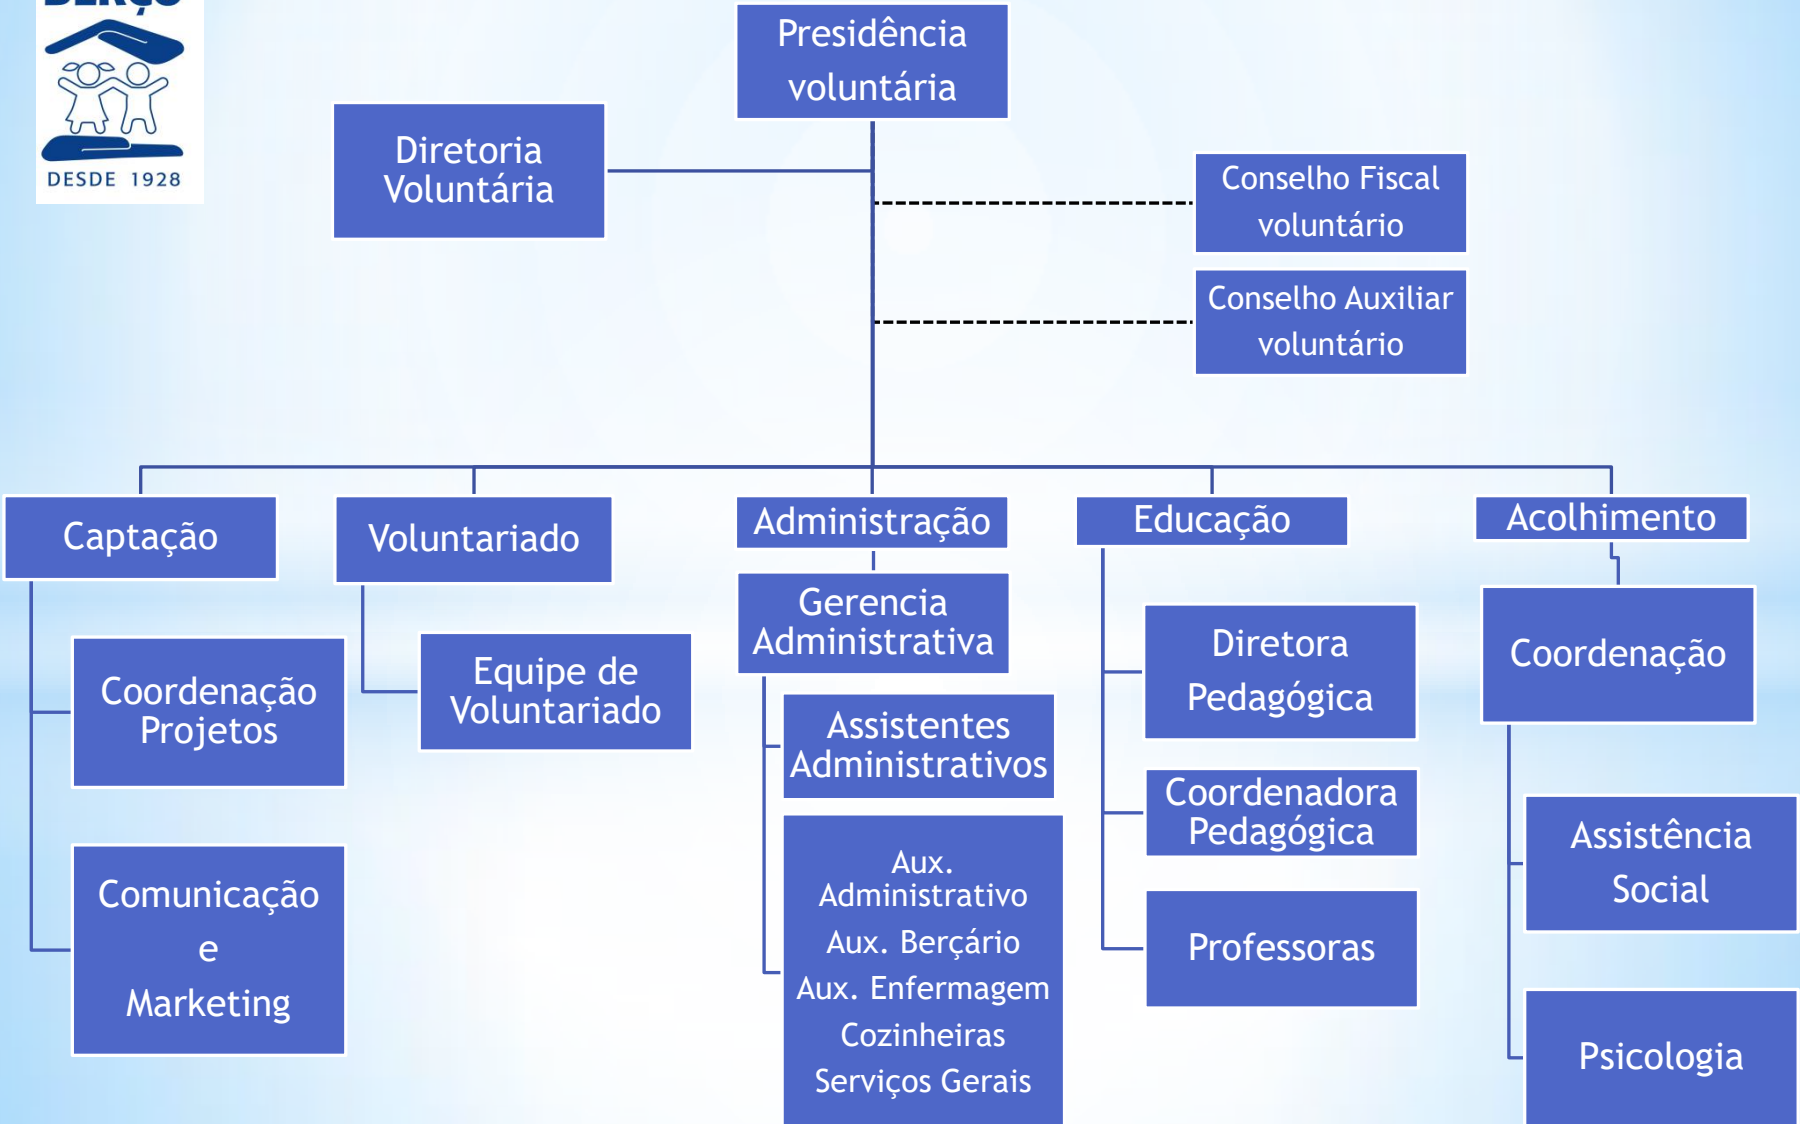 BERÇO
DESDE 1928
Presidência
voluntária
Diretoria
Voluntária
Conselho Fiscal
voluntário
Conselho Auxiliar
voluntário
Captação
Coordenação
Projetos
Comunicação
e
Marketing
Voluntariado
Equipe de
Voluntariado
Administração
Gerencia
Administrativa
Assistentes
Administrativos
Aux.
Administrativo
Aux. Berçário
Aux. Enfermagem
Cozinheiras
Serviços Gerais
Educação
Diretora
Pedagógica
Coordenadora
Pedagógica
Professoras
Acolhimento
Coordenação
Assistência
Social
Psicologia